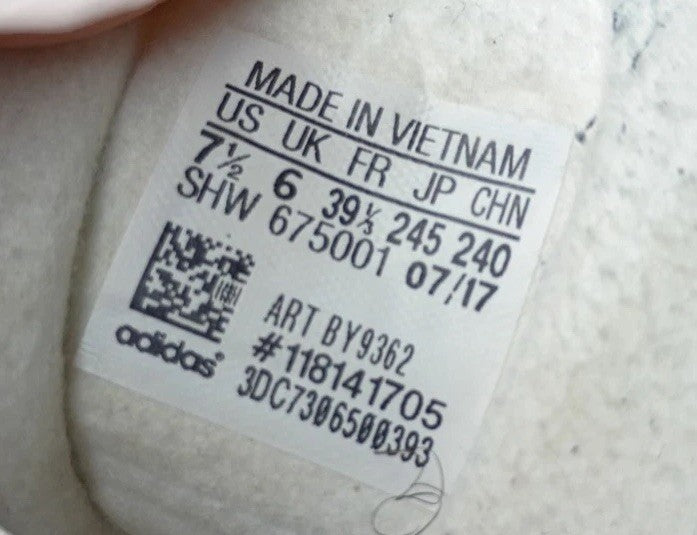 MADE IN VIETNAM
US UK FR JP CHN
7½ 6 39⅓ 245 240
SHW 675001 07/17
ART BY9362
#118141705
3DC7306500393
adidas®